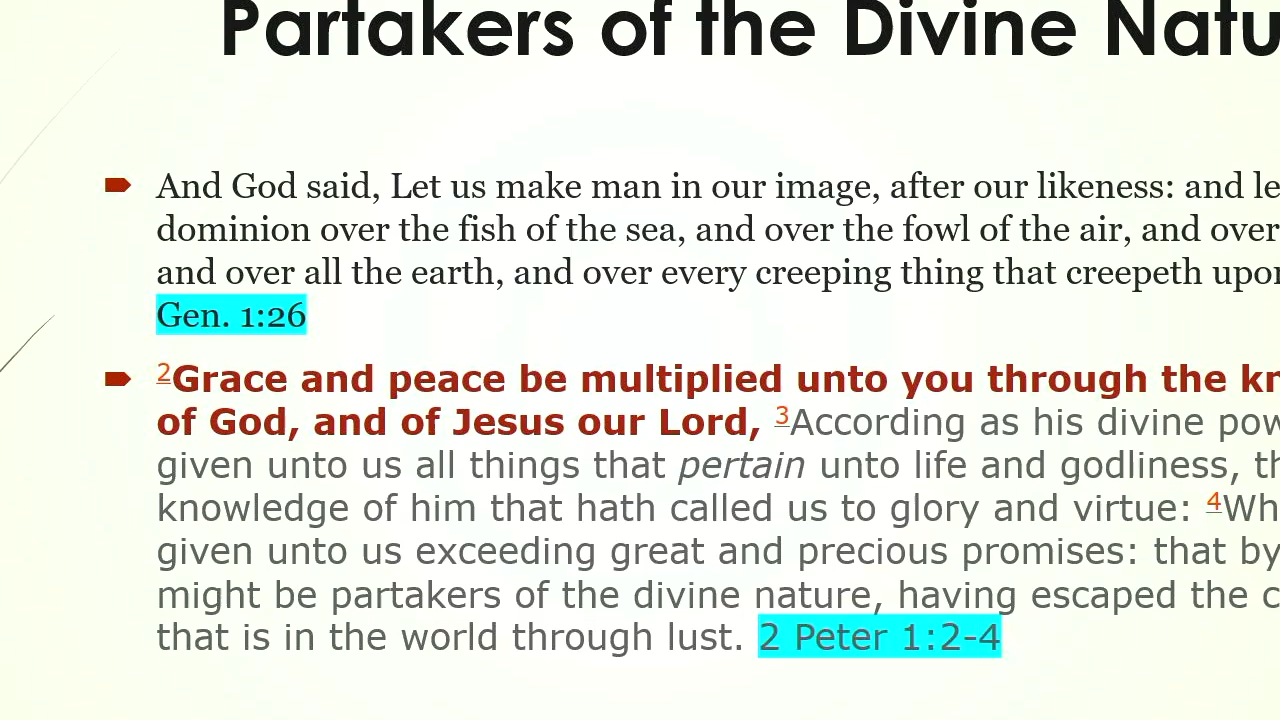 Partakers of the Divine Natu
And God said, Let us make man in our image, after our likeness: and le
dominion over the fish of the sea, and over the fowl of the air, and over
and over all the earth, and over every creeping thing that creepeth upon
Gen. 1:26
2Grace and peace be multiplied unto you through the kn
of God, and of Jesus our Lord, 3According as his divine pow
given unto us all things that pertain unto life and godliness, th
knowledge of him that hath called us to glory and virtue: 4Wh
given unto us exceeding great and precious promises: that by
might be partakers of the divine nature, having escaped the c
that is in the world through lust. 2 Peter 1:2-4